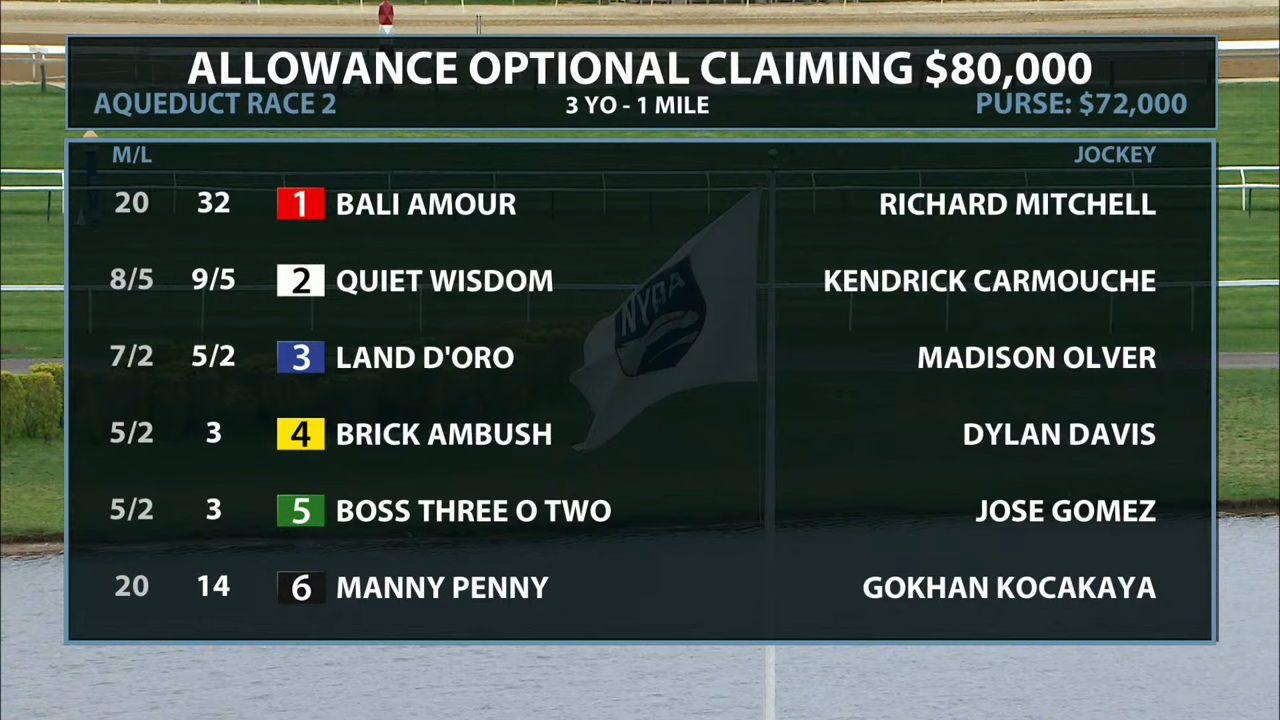 ALLOWANCE OPTIONAL CLAIMING $80,000
AQUEDUCT RACE 2 3 YO - 1 MILE PURSE: $72,000
M/L JOCKEY
20 32 1 BALI AMOUR RICHARD MITCHELL
8/5 9/5 2 QUIET WISDOM KENDRICK CARMOUCHE
7/2 5/2 3 LAND D'ORO MADISON OLVER
5/2 3 4 BRICK AMBUSH DYLAN DAVIS
5/2 3 5 BOSS THREE O TWO JOSE GOMEZ
20 14 6 MANNY PENNY GOKHAN KOCAKAYA
NYRA